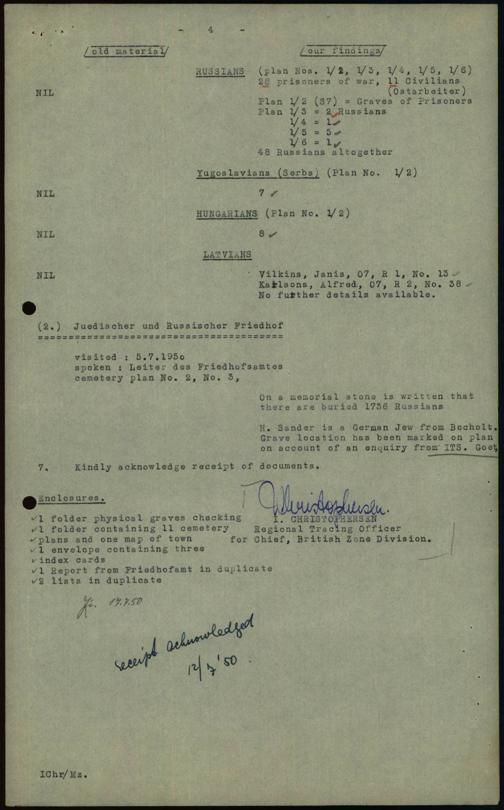 - 4 -
/old material/ /our findings/
RUSSIANS (plan Nos. 1/2, 1/3, 1/4, 1/5, 1/6)
28 prisoners of war, 11 Civilians
NIL (Ostarbeiter)
Plan 1/2 (37) = Graves of Prisoners
Plan 1/3 = 2 Russians
1/4 = 1
1/5 = 5
1/6 = 1
48 Russians altogether
Yugoslavians (Serbs) (Plan No. 1/2)
NIL 7
HUNGARIANS (Plan No. 1/2)
NIL 8
LATVIANS
NIL Vilkins, Janis, 07, R 1, No. 13
Karlsons, Alfred, 07, R 2, No. 38
No further details available.
(2.) Juedischer und Russischer Friedhof
visited : 5.7.1950
spoken : Leiter des Friedhofsamtes
cemetery plan No. 2, No. 3,
On a memorial stone is written that
there are buried 1736 Russians
H. Sander is a German Jew from Bocholt.
Grave location has been marked on plan
on account of an enquiry from ITS. Goet,
7. Kindly acknowledge receipt of documents.
Enclosures.
1 folder physical graves checking I. CHRISTOPHERSEN
1 folder containing 11 cemetery Regional Tracing Officer
plans and one map of town for Chief, British Zone Division.
1 envelope containing three
index cards
1 Report from Friedhofamt in duplicate
2 lists in duplicate
receipt acknowledged
IChr/Mz.